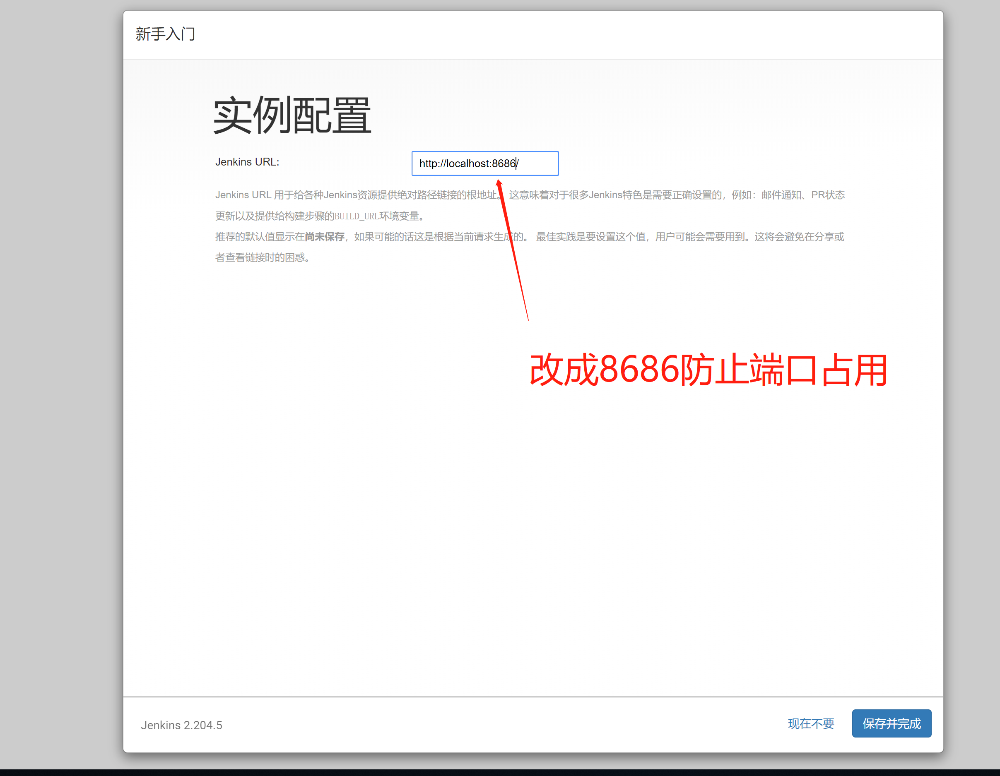 新手入门
实例配置
Jenkins URL:
http://localhost:8686/
Jenkins URL 用于给各种Jenkins资源提供绝对路径链接的根地址。 这意味着对于很多Jenkins特色是需要正确设置的，例如：邮件通知、PR状态
更新以及提供给构建步骤的BUILD_URL环境变量。
推荐的默认值显示在尚未保存，如果可能的话这是根据当前请求生成的。 最佳实践是要设置这个值，用户可能会需要用到。这将会避免在分享或
者查看链接时的困惑。
改成8686防止端口占用
Jenkins 2.204.5
现在不要
保存并完成